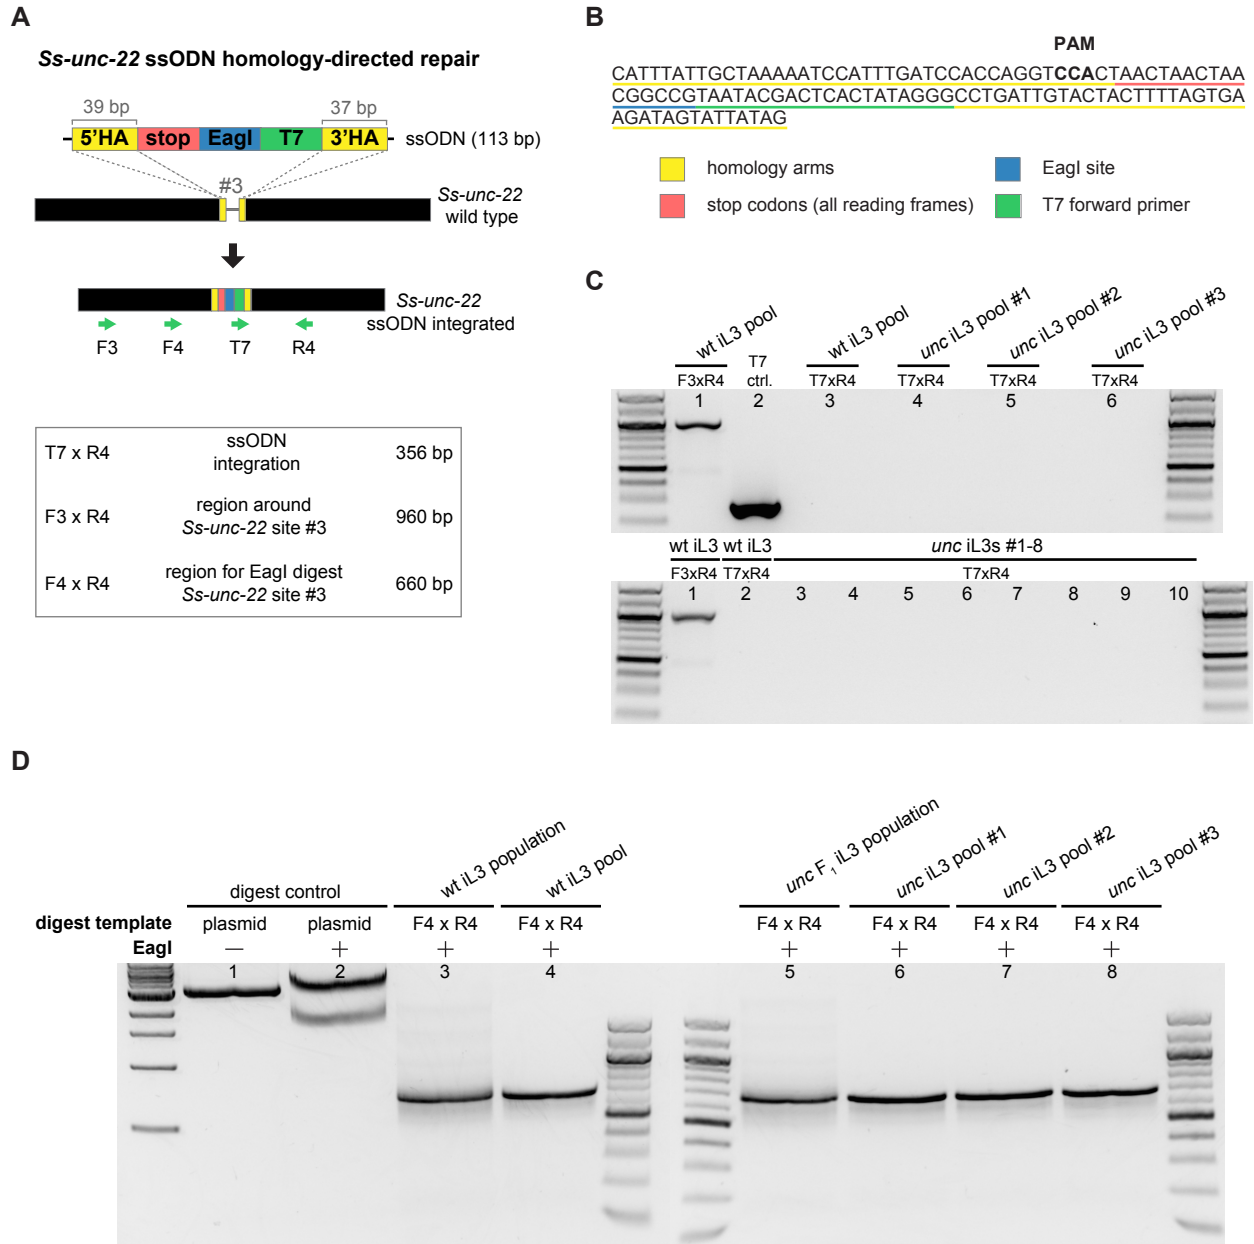 A
Ss-unc-22 ssODN homology-directed repair
39 bp
37 bp
5'HA
stop
EagI
T7
3'HA
ssODN (113 bp)
#3
Ss-unc-22
wild type
Ss-unc-22
ssODN integrated
F3
F4
T7
R4
T7 x R4
ssODN
integration
356 bp
F3 x R4
region around
Ss-unc-22 site #3
960 bp
F4 x R4
region for EagI digest
Ss-unc-22 site #3
660 bp
B
PAM
CATTTATTGCTAAAAATCCATTTGATCCACCAGGTCCACTAACTAACTAA
CGGCCGTAATACGACTCACTATAGGGCCTGATTGTACTACTTTTAGTGA
AGATAGTATTATAG
homology arms
EagI site
stop codons (all reading frames)
T7 forward primer
C
wt iL3 pool
T7
ctrl.
wt iL3 pool
unc iL3 pool #1
unc iL3 pool #2
unc iL3 pool #3
F3xR4
T7xR4
T7xR4
T7xR4
T7xR4
1
2
3
4
5
6
wt iL3
wt iL3
unc iL3s #1-8
F3xR4
T7xR4
T7xR4
1
2
3
4
5
6
7
8
9
10
D
digest control
wt iL3 population
wt iL3 pool
unc F1 iL3 population
unc iL3 pool #1
unc iL3 pool #2
unc iL3 pool #3
digest template
plasmid
plasmid
F4 x R4
F4 x R4
F4 x R4
F4 x R4
F4 x R4
F4 x R4
EagI
—
+
+
+
+
+
+
+
1
2
3
4
5
6
7
8